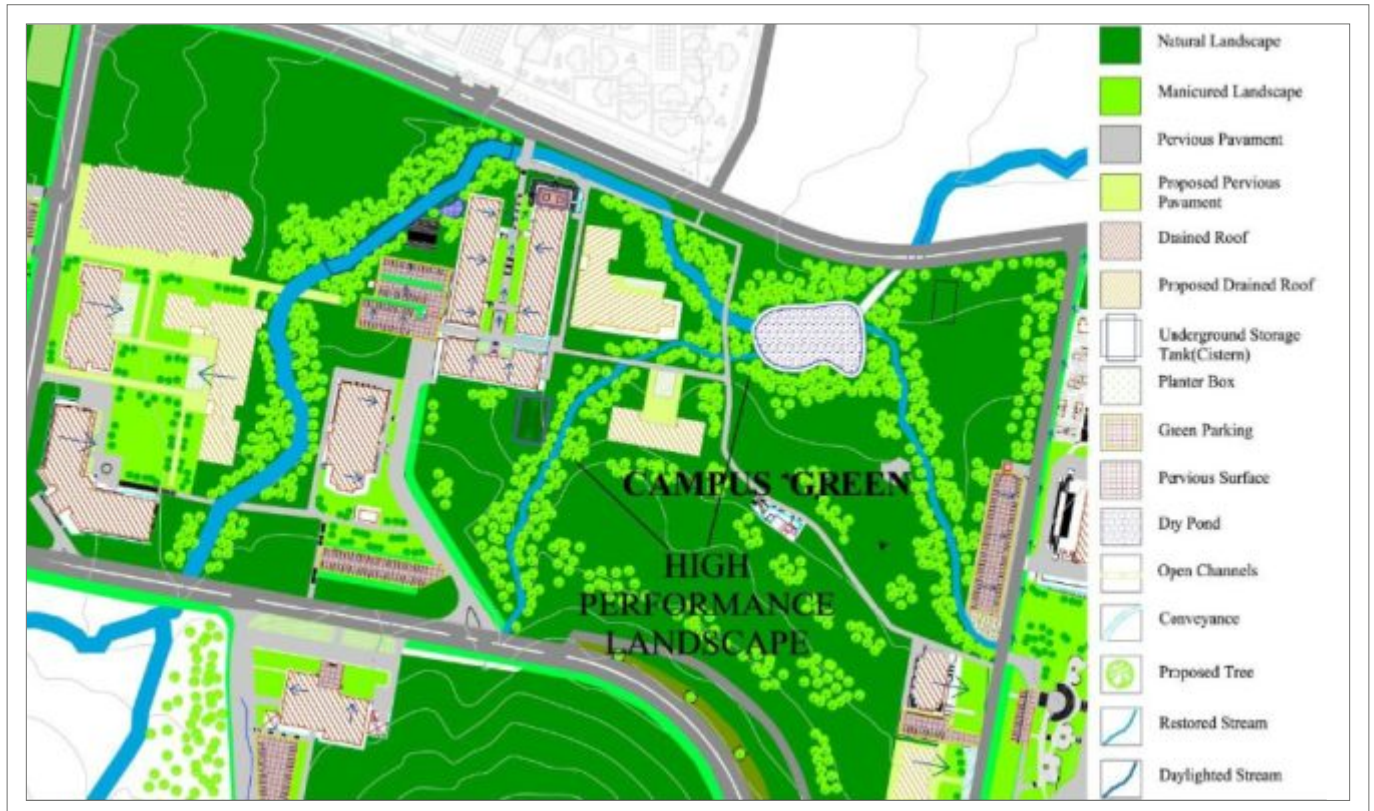 Natural Landscape
Manicured Landscape
Pervious Pavement
Proposed Pervious
Pavement
Drained Roof
Proposed Drained Roof
Underground Storage
Tank(Cistern)
Planter Box
Green Parking
Pervious Surface
Dry Pond
Open Channels
Conveyance
Proposed Tree
Restored Stream
Daylighted Stream
CAMPUS GREEN
HIGH
PERFORMANCE
LANDSCAPE